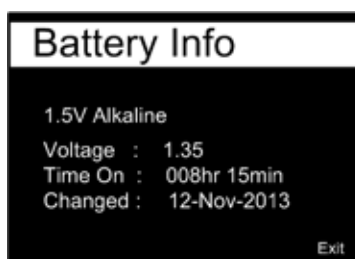 Battery Info
1.5V Alkaline
Voltage : 1.35
Time On : 008hr 15min
Changed : 12-Nov-2013
Exit